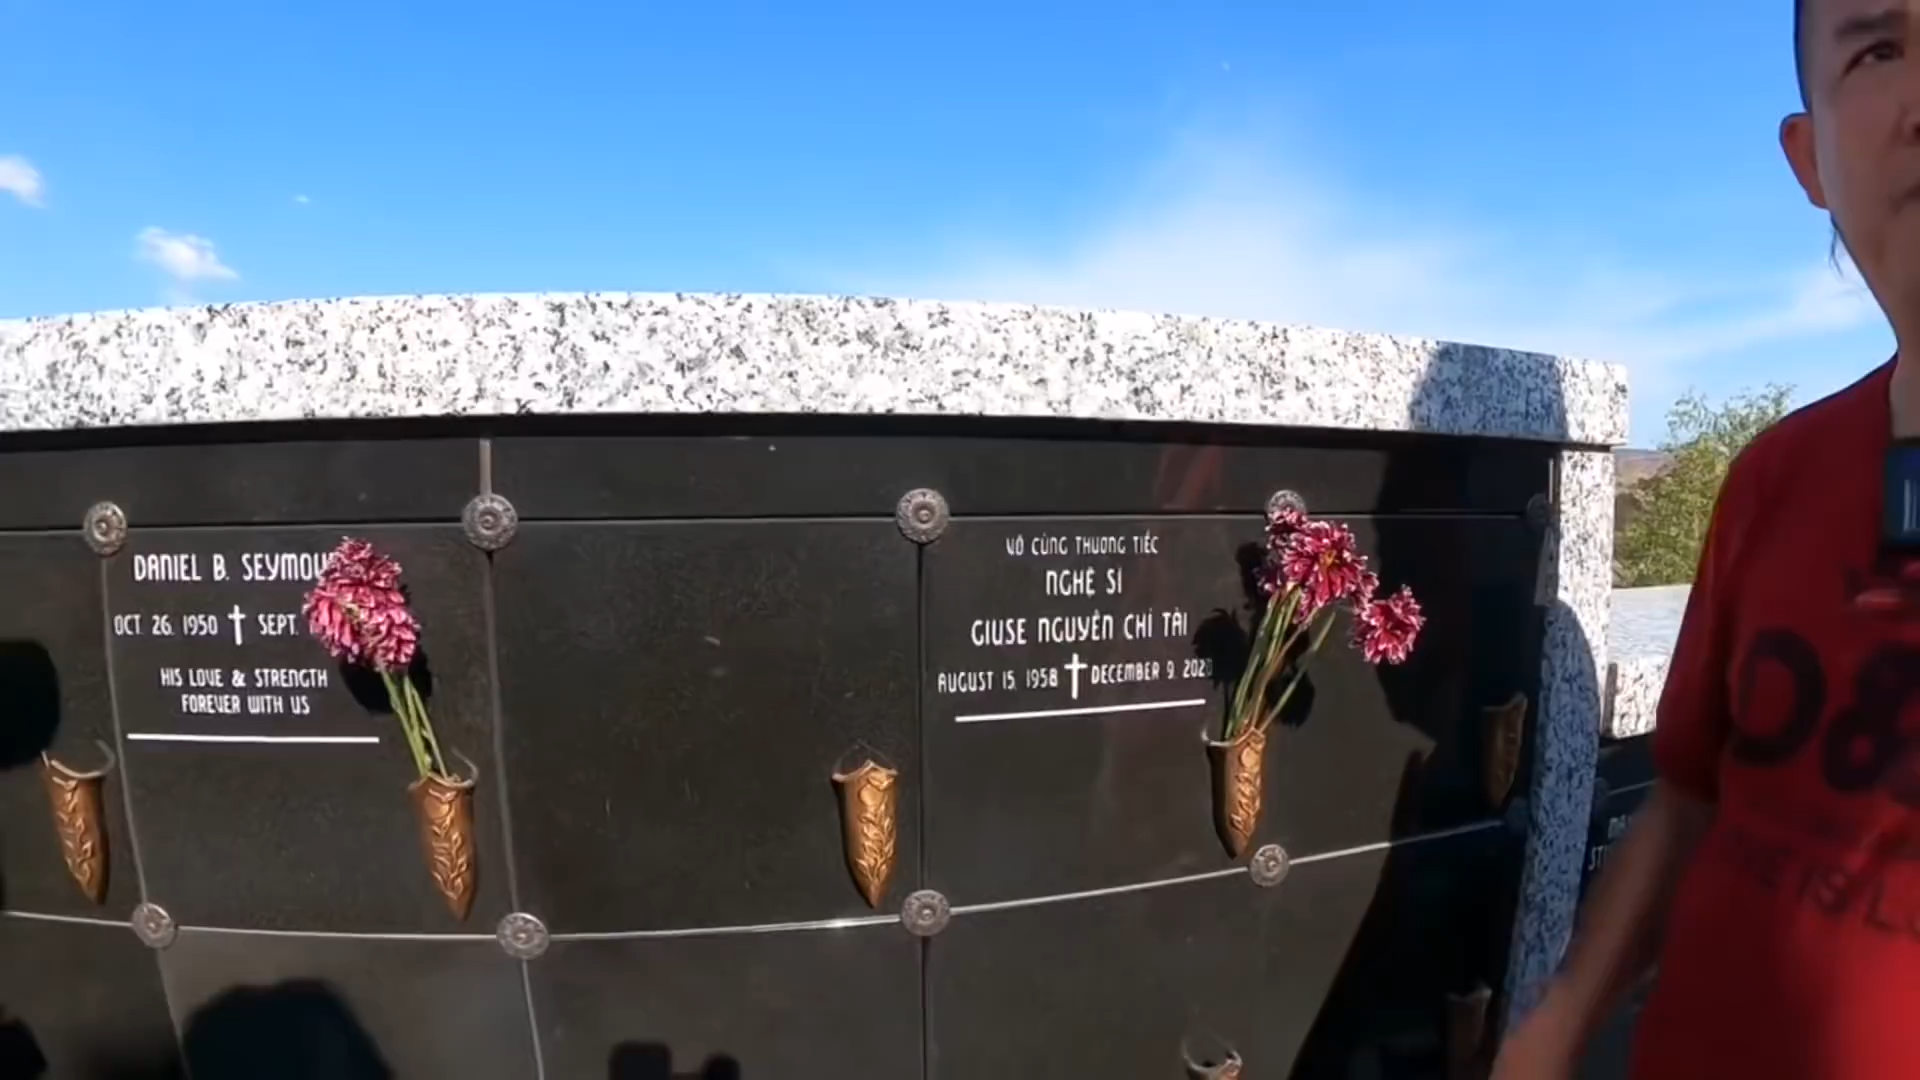 DANIEL B. SEYMOU
OCT. 26, 1950 SEPT.
HIS LOVE & STRENGTH
FOREVER WITH US
VÔ CÙNG THƯƠNG TIẾC
NGHỆ SĨ
GIUSE NGUYỄN CHÍ TÀI
AUGUST 15, 1958 DECEMBER 9, 2020